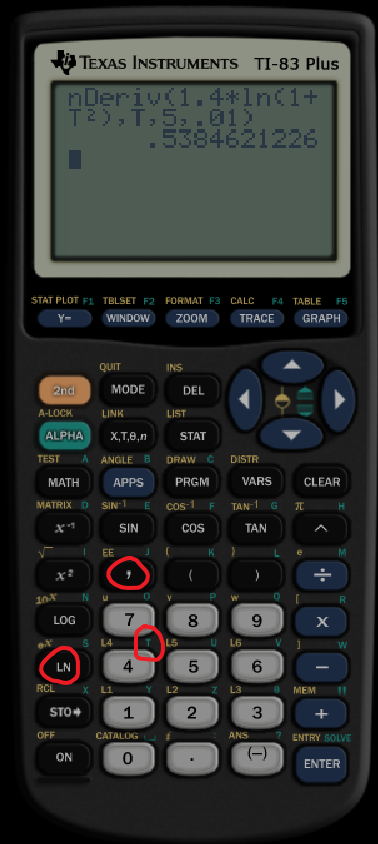 TEXAS INSTRUMENTS TI-83 Plus
nDeriv(1.4*ln(1+
T²),T,5,.01)
.5384621226
STAT PLOT F1 TBLSET F2 FORMAT F3 CALC F4 TABLE F5
Y= WINDOW ZOOM TRACE GRAPH
QUIT INS
2nd MODE DEL
A-LOCK LINK LIST
ALPHA X,T,θ,n STAT
TEST A ANGLE B DRAW C DISTR
MATH APPS PRGM VARS CLEAR
MATRIX D SIN⁻¹ E COS⁻¹ F TAN⁻¹ G π H
x⁻¹ SIN COS TAN ^
√ I EE J { K } L e M
x² , ( ) ÷
10ˣ N u O v P w Q [ R
LOG 7 8 9 X
eˣ S L4 T L5 U L6 V ] W
LN 4 5 6 −
RCL X L1 Y L2 Z L3 θ MEM "
STO➧ 1 2 3 +
OFF CATALOG i : ANS ? ENTRY SOLVE
ON 0 . (−) ENTER